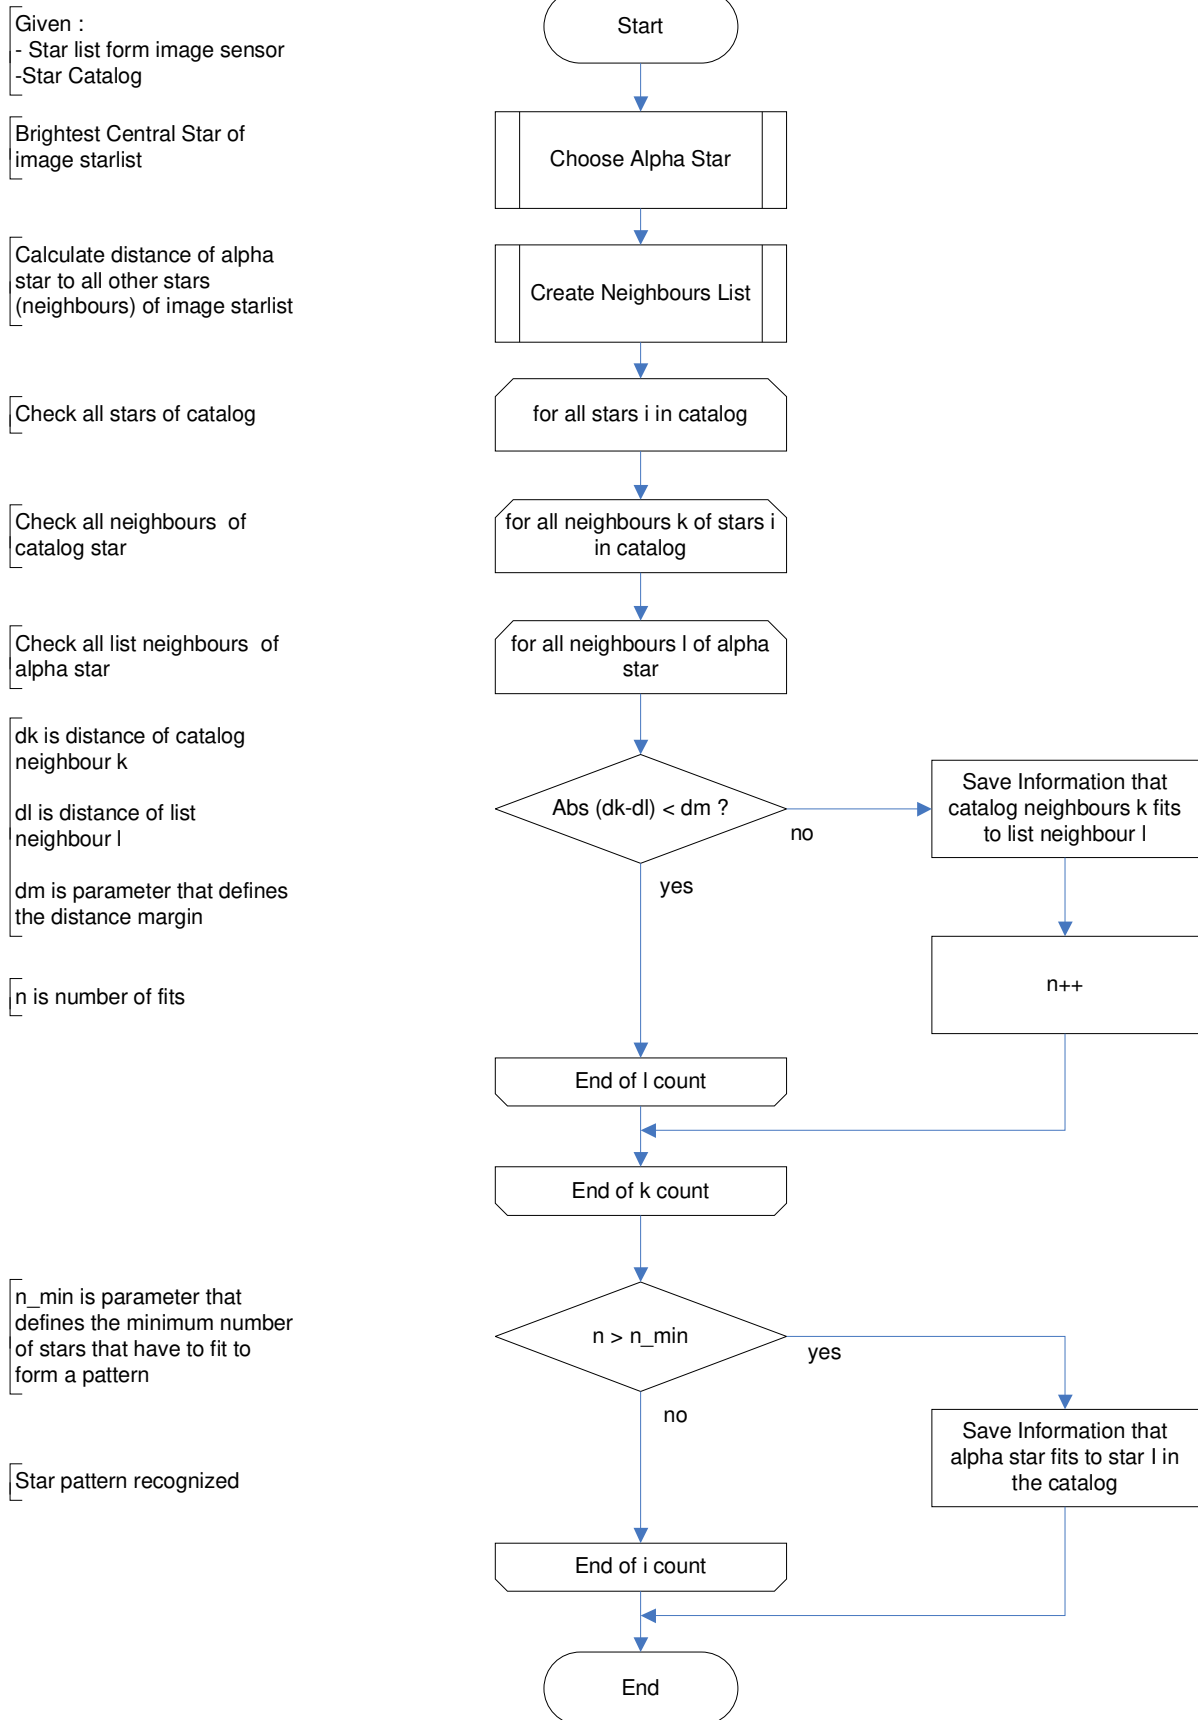 Given :
- Star list form image sensor
-Star Catalog
Start
Brightest Central Star of
image starlist
Choose Alpha Star
Calculate distance of alpha
star to all other stars
(neighbours) of image starlist
Create Neighbours List
Check all stars of catalog
for all stars i in catalog
Check all neighbours of
catalog star
for all neighbours k of stars i
in catalog
Check all list neighbours of
alpha star
for all neighbours l of alpha
star
dk is distance of catalog
neighbour k
dl is distance of list
neighbour l
dm is parameter that defines
the distance margin
Abs (dk-dl) < dm ?
no
yes
Save Information that
catalog neighbours k fits
to list neighbour l
n is number of fits
n++
End of l count
End of k count
n_min is parameter that
defines the minimum number
of stars that have to fit to
form a pattern
n > n_min
yes
no
Save Information that
alpha star fits to star I in
the catalog
Star pattern recognized
End of i count
End